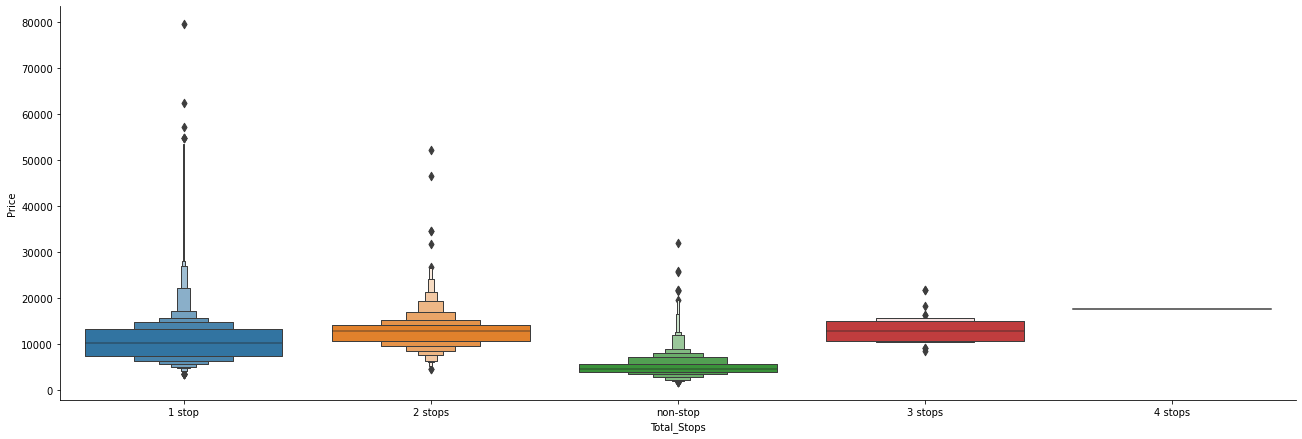 80000
70000
60000
50000
40000
30000
20000
10000
0
Price
1 stop
2 stops
non-stop
3 stops
4 stops
Total_Stops